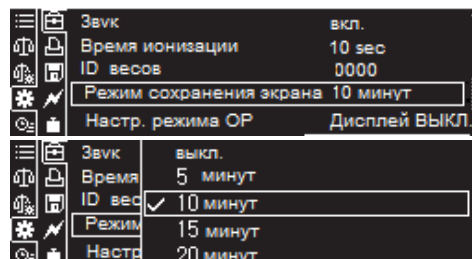 Звук вкл.
Время ионизации 10 sec
ID весов 0000
Режим сохранения экрана 10 минут
Настр. режима ОР Дисплей ВЫКЛ.
Звук выкл.
Время 5 минут
ID вес 10 минут
Режим 15 минут
Настр 20 минут